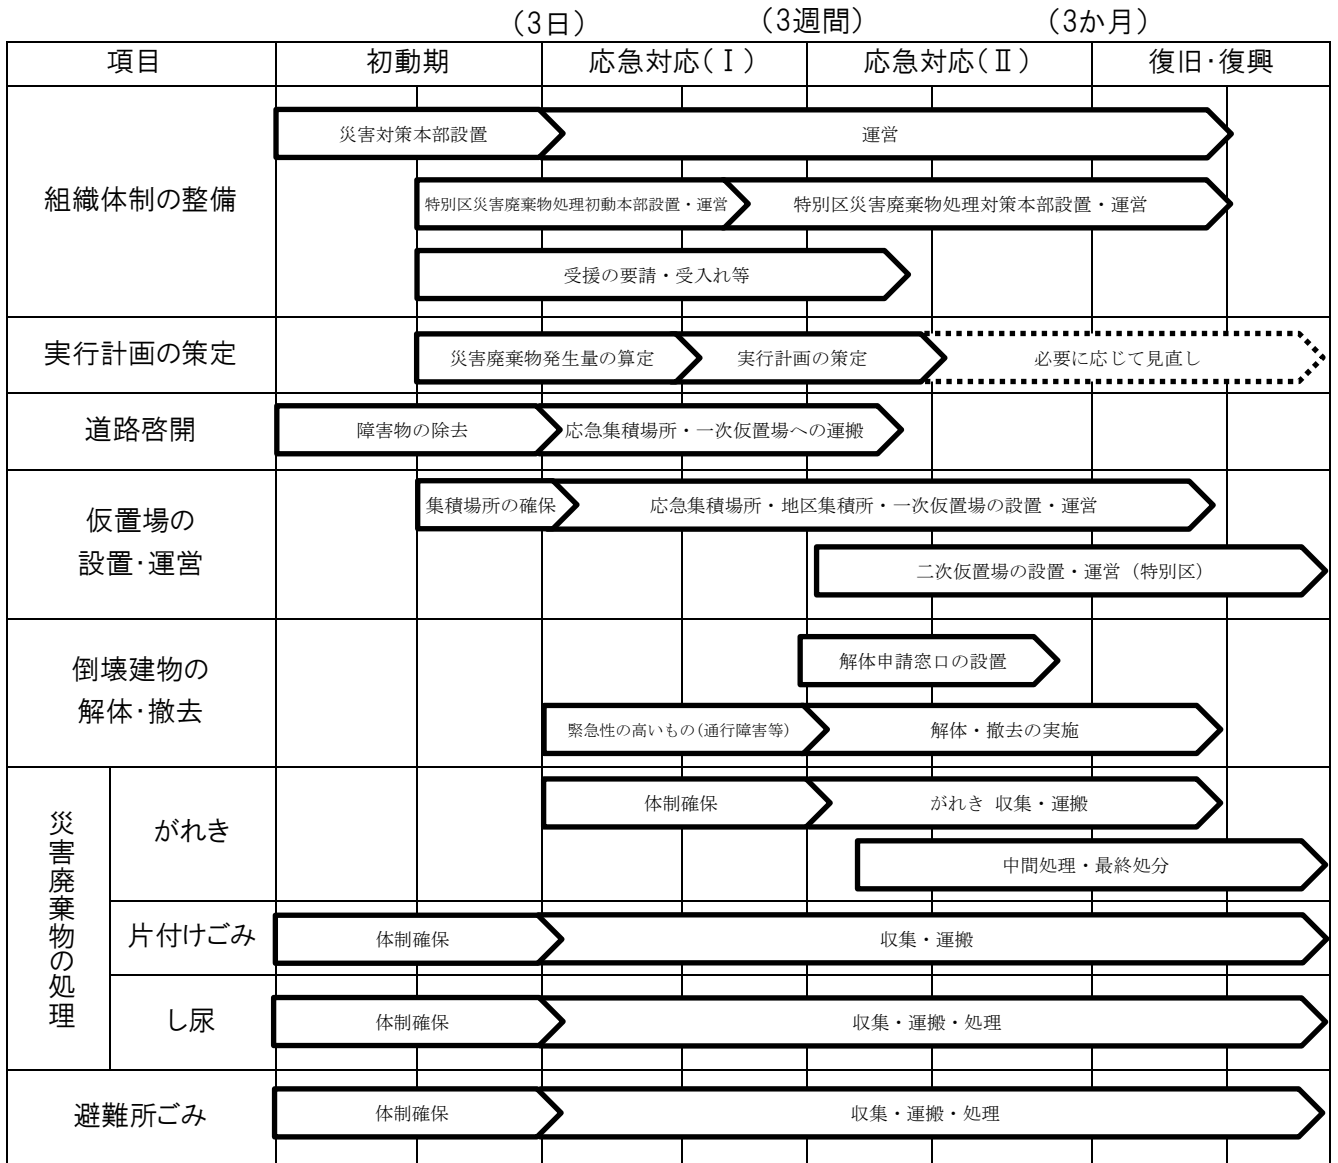 (3日) (3週間) (3か月)
項目 初動期 応急対応(Ⅰ) 応急対応(Ⅱ) 復旧・復興
組織体制の整備
災害対策本部設置 運営
特別区災害廃棄物処理初動本部設置・運営 特別区災害廃棄物処理対策本部設置・運営
受援の要請・受入れ等
実行計画の策定
災害廃棄物発生量の算定 実行計画の策定 必要に応じて見直し
道路啓開
障害物の除去 応急集積場所・一次仮置場への運搬
仮置場の
設置・運営
集積場所の確保 応急集積場所・地区集積所・一次仮置場の設置・運営
二次仮置場の設置・運営（特別区）
倒壊建物の
解体・撤去
解体申請窓口の設置
緊急性の高いもの(通行障害等) 解体・撤去の実施
災害廃棄物の処理
がれき
体制確保 がれき 収集・運搬
中間処理・最終処分
片付けごみ
体制確保 収集・運搬
し尿
体制確保 収集・運搬・処理
避難所ごみ
体制確保 収集・運搬・処理